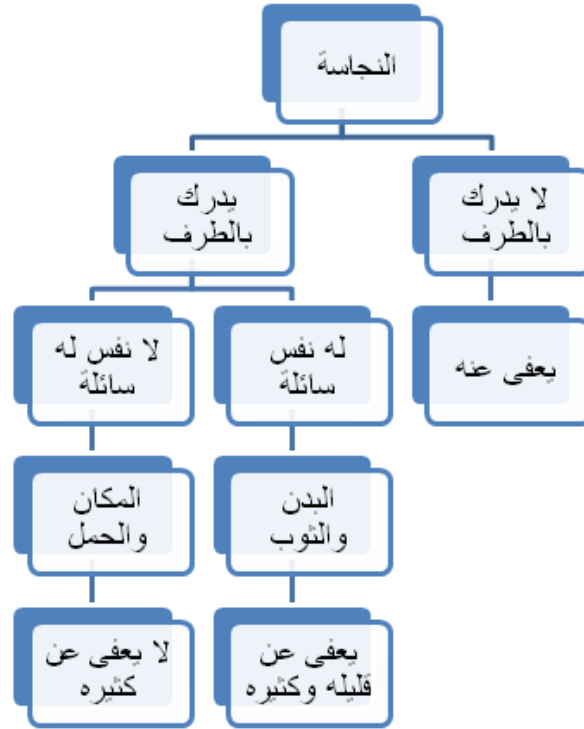 النجاسة
لا يدرك
بالطرف
يدرك
بالطرف
يعفى عنه
له نفس
سائلة
لا نفس له
سائلة
البدن
والثوب
المكان
والحمل
يعفى عن
قليله وكثيره
لا يعفى عن
كثيره